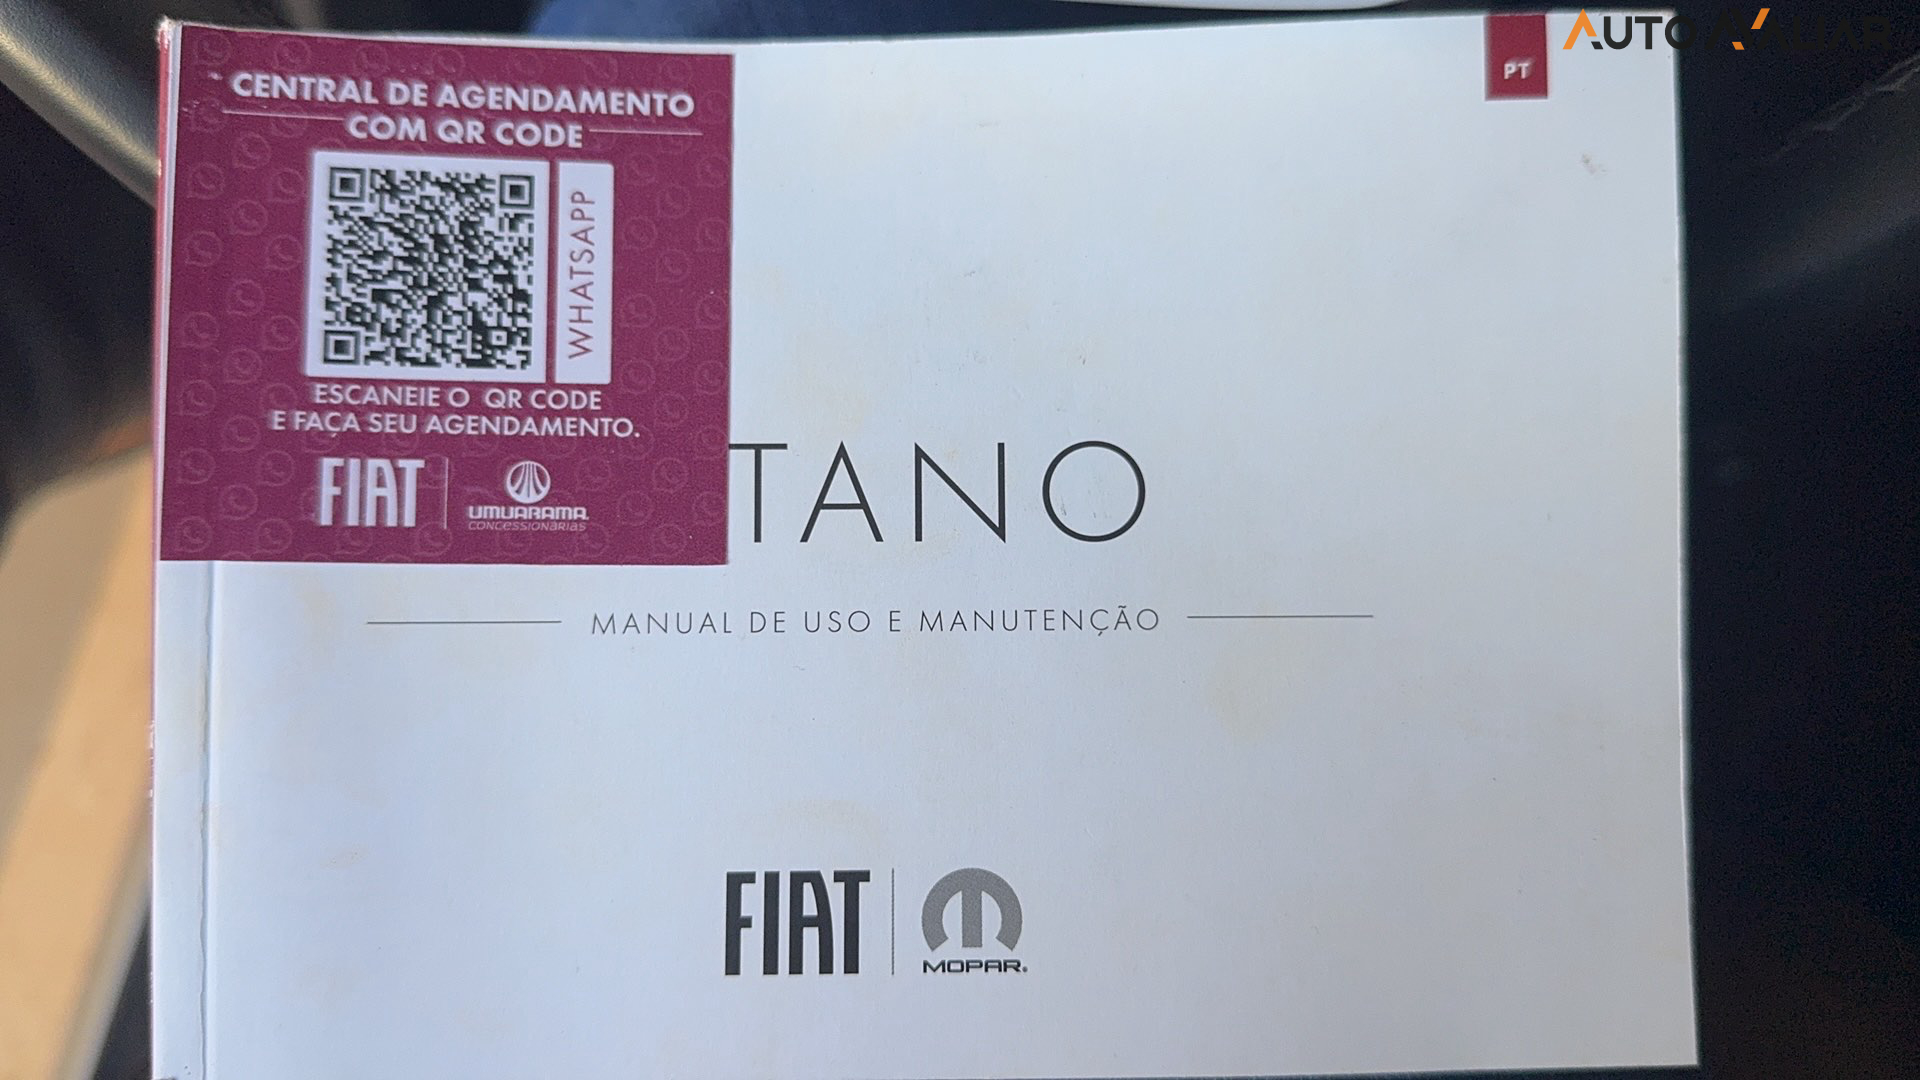 AUTOAVALIAR
PT
CENTRAL DE AGENDAMENTO
COM QR CODE
WHATSAPP
ESCANEIE O QR CODE
E FAÇA SEU AGENDAMENTO.
FIAT
UMUARAMA
CONCESSIONÁRIAS
TANO
MANUAL DE USO E MANUTENÇÃO
FIAT
MOPAR®